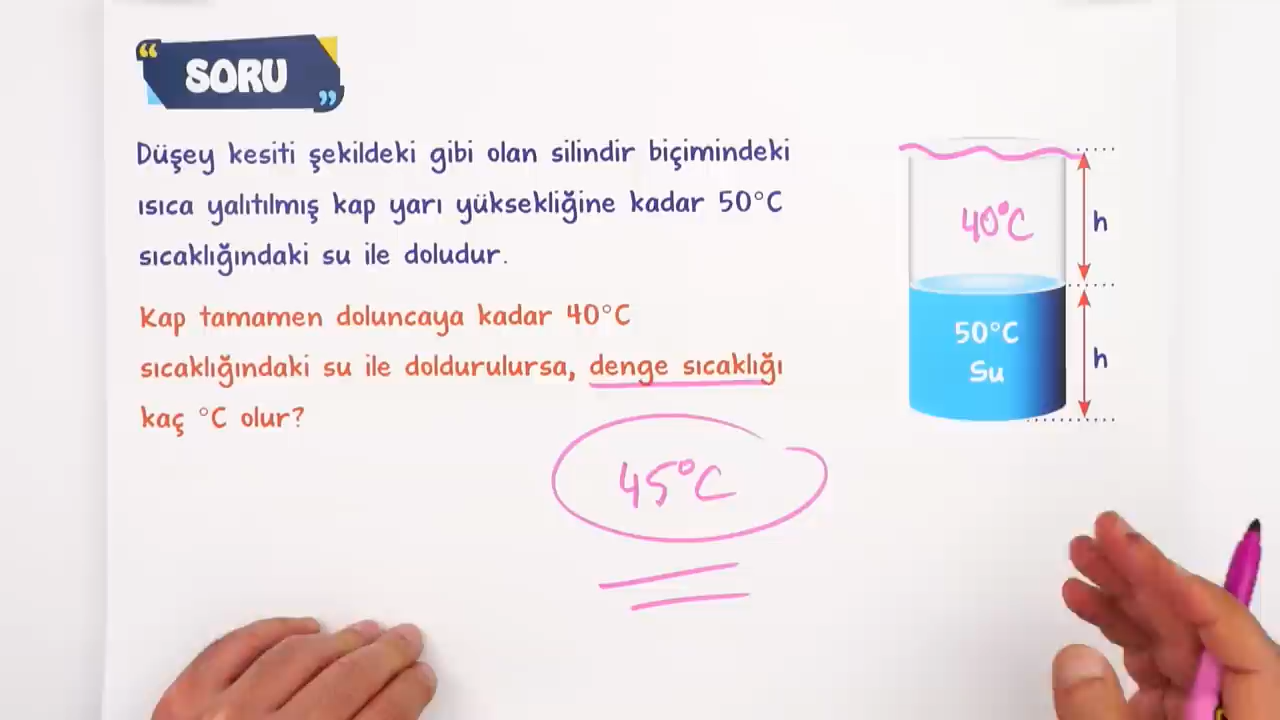 “ SORU ”
Düşey kesiti şekildeki gibi olan silindir biçimindeki
ısıca yalıtılmış kap yarı yüksekliğine kadar 50°C
sıcaklığındaki su ile doludur.
Kap tamamen doluncaya kadar 40°C
sıcaklığındaki su ile doldurulursa, denge sıcaklığı
kaç °C olur?
45°C
40°C
h
50°C
Su
h